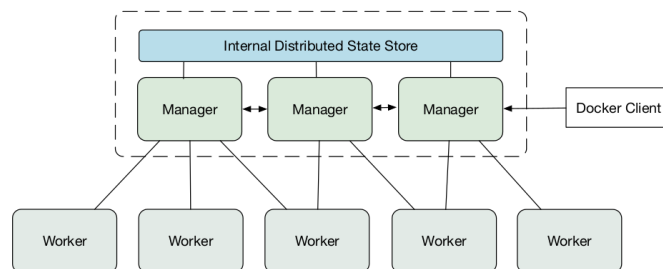 Internal Distributed State Store
Manager
Manager
Manager
Docker Client
Worker
Worker
Worker
Worker
Worker